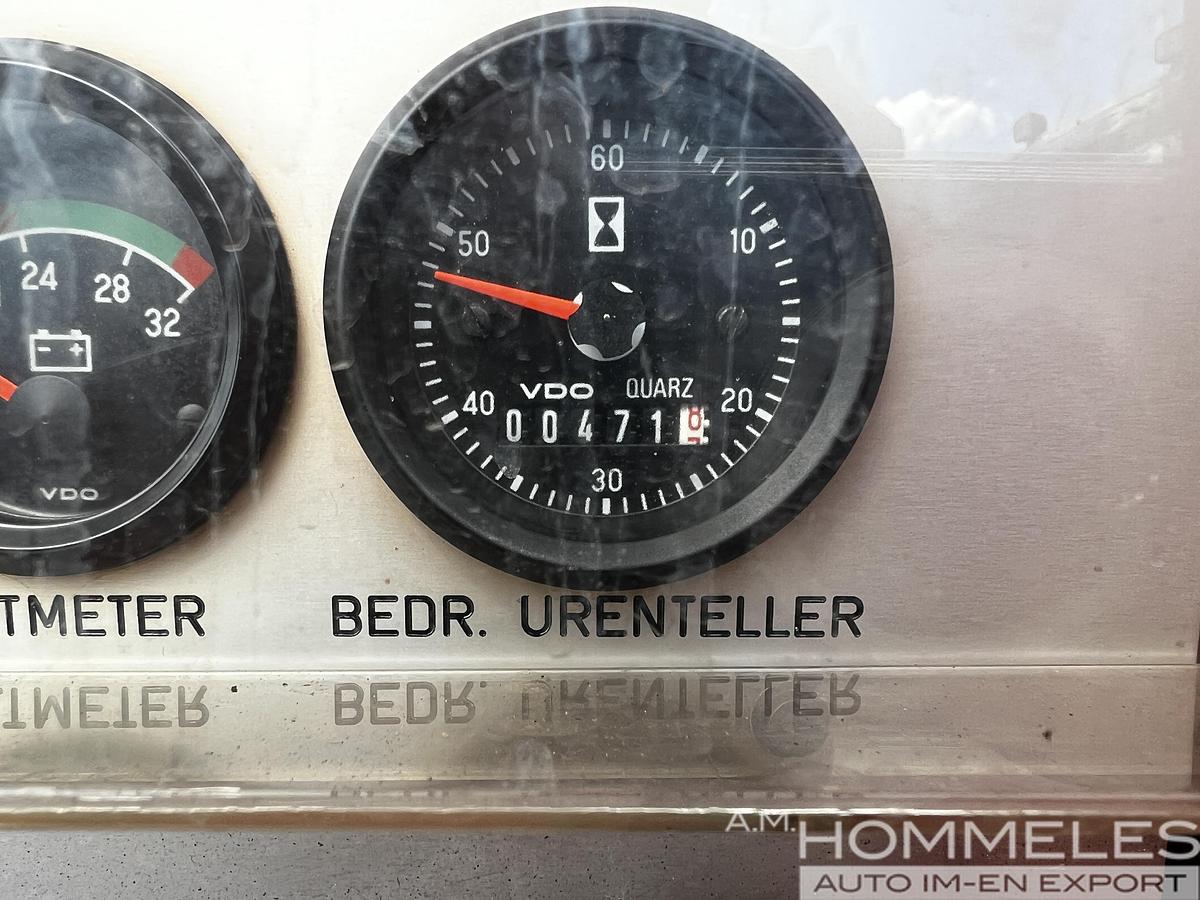 24
28
32
- +
VDO
TMETER
60
50
10
40
20
VDO QUARZ
00471 8
30
BEDR. URENTELLER
A.M. HOMMELES
AUTO IM-EN EXPORT